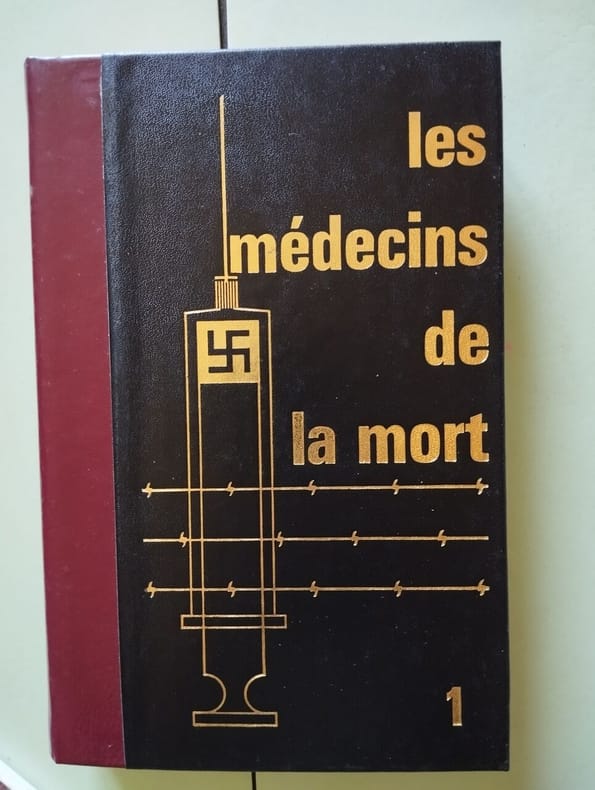 les
médecins
de
la mort
1